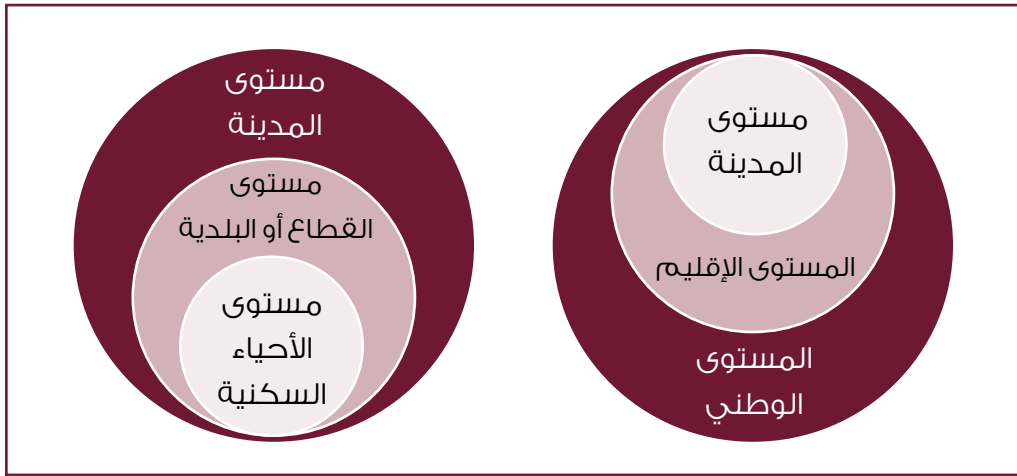 مستوى
المدينة
المستوى الإقليم
المستوى
الوطني
مستوى
المدينة
مستوى
القطاع أو البلدية
مستوى
الأحياء
السكنية